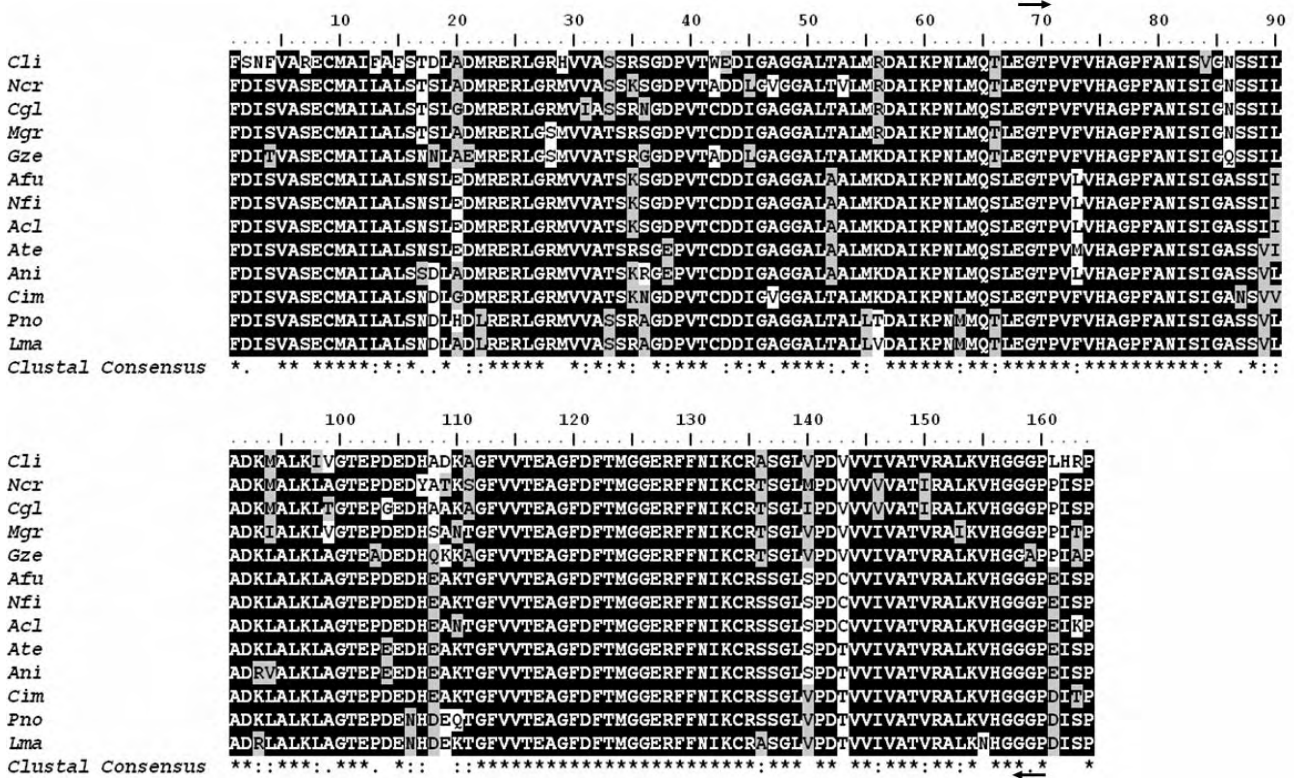 10 20 30 40 50 60 70 80 90
Cli FSNFVARECMAIFAFSTDLADMRERLGRHVVASSRSGDPVTWEDIGAGGALTALMRDAIKPNLMQTLEGTPVFVHAGPFANISVGNSSIL
Ncr FDISVASECMAILALSTSLADMRERLGRMVVASSKSGDPVTADDLGVGGALTVLMRDAIKPNLMQTLEGTPVFVHAGPFANISIGNSSIL
Cgl FDISVASECMAILALSTSLGDMRERLGRMVIASSRNGDPVTCDDIGAGGALTALMRDAIKPNLMQSLEGTPVFVHAGPFANISIGNSSIL
Mgr FDISVASECMAILALSTSLADMRERLGSMVVATSRSGDPVTCDDIGAGGALTALMRDAIKPNLMQTLEGTPVFVHAGPFANISIGNSSIL
Gze FDITVASECMAILALSNNLAEMRERLGSMVVATSRGGDPVTADDLGAGGALTALMKDAIKPNLMQTLEGTPVFVHAGPFANISIGQSSIL
Afu FDISVASECMAILALSNSLEDMRERLGRMVVATSKSGDPVTCDDIGAGGALAALMKDAIKPNLMQSLEGTPVLVHAGPFANISIGASSII
Nfi FDISVASECMAILALSNSLEDMRERLGRMVVATSKSGDPVTCDDIGAGGALAALMKDAIKPNLMQSLEGTPVLVHAGPFANISIGASSII
Acl FDISVASECMAILALSNSLEDMRERLGRMVVATSKSGDPVTCDDIGAGGALAALMKDAIKPNLMQSLEGTPVLVHAGPFANISIGASSII
Ate FDISVASECMAILALSNSLEDMRERLGRMVVATSRSGEPVTCDDIGAGGALAALMKDAIKPNLMQSLEGTPVMVHAGPFANISIGASSVI
Ani FDISVASECMAILALSSDLADMRERLGRMVVATSKRGEPVTCDDIGAGGALAALMKDAIKPNLMQSLEGTPVLVHAGPFANISIGASSVL
Cim FDISVASECMAILALSNDLGDMRERLGRMVVATSKNGDPVTCDDIGVGGALTALMKDAIKPNLMQSLEGTPVFVHAGPFANISIGANSVV
Pno FDISVASECMAILALSNDLHDLRERLGRMVVASSRAGDPVTCDDIGAGGALTALLTDAIKPNMMQTLEGTPVFVHAGPFANISIGASSVL
Lma FDISVASECMAILALSNDLADLRERLGRMVVASSRAGDPVTCDDIGAGGALTALLVDAIKPNMMQTLEGTPVFVHAGPFANISIGASSVL
Clustal Consensus *.  ** *****:*:*..* ::*****  *:*:*:.*:*** :*:*.****:.*: ******:**:******:**********:* .*::
100 110 120 130 140 150 160
Cli ADKMALKIVGTEPDEDHADKAGFVVTEAGFDFTMGGERFFNIKCRASGLVPDVVVIVATVRALKVHGGGPLHRP
Ncr ADKMALKLAGTEPDEDYATKSGFVVTEAGFDFTMGGERFFNIKCRTSGLMPDVVVVVATIRALKVHGGGPPISP
Cgl ADKMALKLTGTEPGEDHAAKAGFVVTEAGFDFTMGGERFFNIKCRTSGLIPDVVVVVATIRALKVHGGGPPISP
Mgr ADKIALKLVGTEPDEDHSANTGFVVTEAGFDFTMGGERFFNIKCRTSGLVPDVVVIVATVRAIKVHGGGPPITP
Gze ADKLALKLAGTEADEDHQKKAGFVVTEAGFDFTMGGERFFNIKCRTSGLVPDVVVIVATVRALKVHGGAPPIAP
Afu ADKLALKLAGTEPDEDHEAKTGFVVTEAGFDFTMGGERFFNIKCRSSGLSPDCVVIVATVRALKVHGGGPEISP
Nfi ADKLALKLAGTEPDEDHEAKTGFVVTEAGFDFTMGGERFFNIKCRSSGLSPDCVVIVATVRALKVHGGGPEISP
Acl ADKLALKLAGTEPDEDHEANTGFVVTEAGFDFTMGGERFFNIKCRSSGLSPDCVVIVATVRALKVHGGGPEIKP
Ate ADKLALKLAGTEPEEDHEAKTGFVVTEAGFDFTMGGERFFNIKCRSSGLSPDTVVIVATVRALKVHGGGPEISP
Ani ADRVALKLAGTEPEEDHEAKTGFVVTEAGFDFTMGGERFFNIKCRSSGLSPDTVVIVATVRALKVHGGGPEISP
Cim ADKLALKLAGTEPDEDHEAKTGFVVTEAGFDFTMGGERFFNIKCRSSGLVPDTVVIVATVRALKVHGGGPDITP
Pno ADKLALKLAGTEPDENHDEQTGFVVTEAGFDFTMGGERFFNIKCRSSGLVPDTVVIVATVRALKVHGGGPDISP
Lma ADRLALKLAGTEPDENHDEKTGFVVTEAGFDFTMGGERFFNIKCRASGLVPDTVVIVATVRALKNHGGGPDISP
Clustal Consensus **::***: ***. *::  ::************************:*** ** **:***:**:* ***.* : *